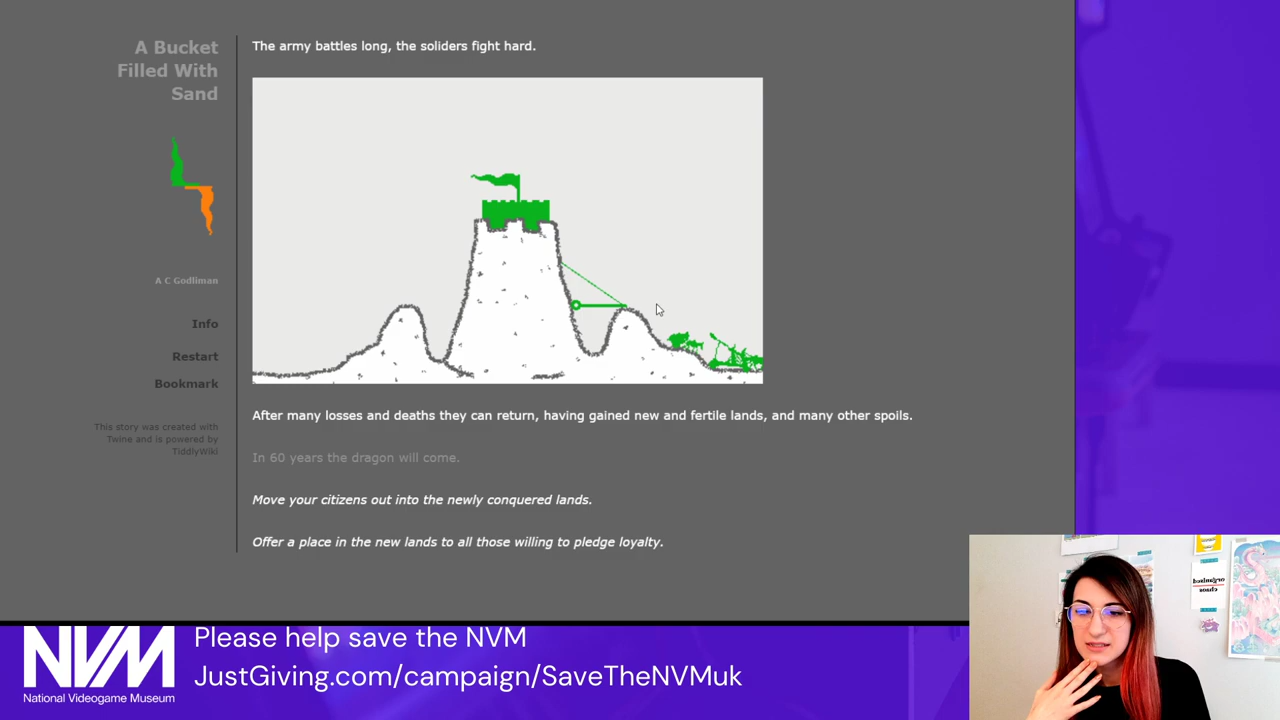 A Bucket
Filled With
Sand
A C Godliman
Info
Restart
Bookmark
This story was created with
Twine and is powered by
TiddlyWiki
The army battles long, the soliders fight hard.
After many losses and deaths they can return, having gained new and fertile lands, and many other spoils.
In 60 years the dragon will come.
Move your citizens out into the newly conquered lands.
Offer a place in the new lands to all those willing to pledge loyalty.
NVM
National Videogame Museum
Please help save the NVM
JustGiving.com/campaign/SaveTheNVMuk
organised
chaos